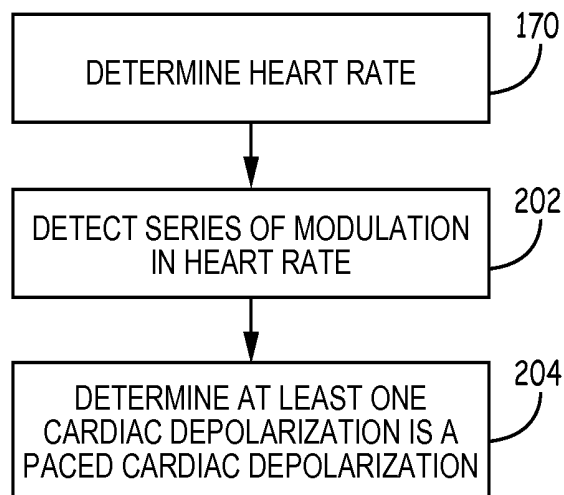 170
DETERMINE HEART RATE
202
DETECT SERIES OF MODULATION
IN HEART RATE
204
DETERMINE AT LEAST ONE
CARDIAC DEPOLARIZATION IS A
PACED CARDIAC DEPOLARIZATION